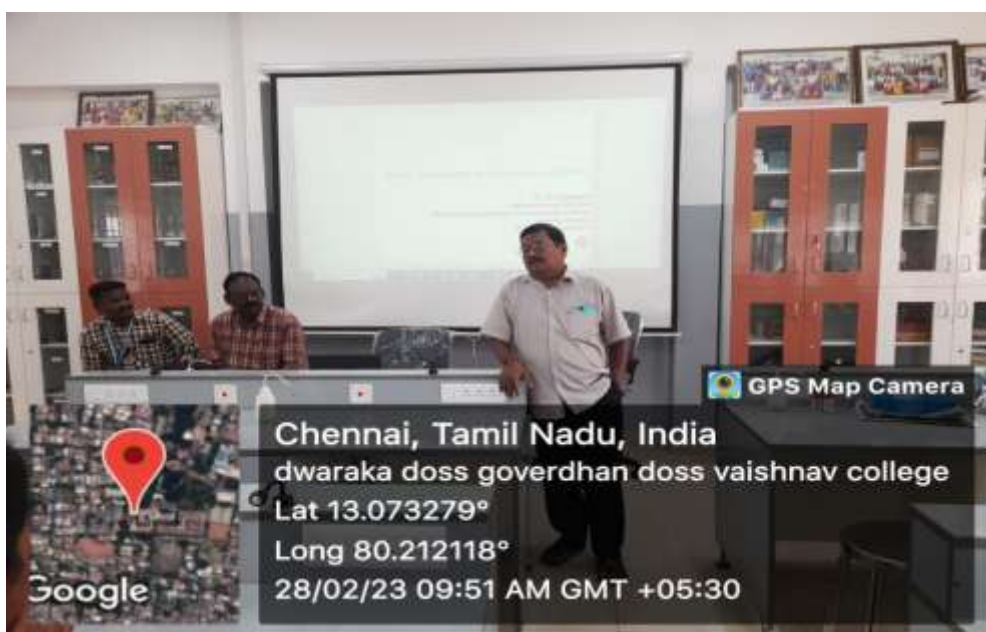 GPS Map Camera
Chennai, Tamil Nadu, India
dwaraka doss goverdhan doss vaishnav college
Lat 13.073279°
Long 80.212118°
28/02/23 09:51 AM GMT +05:30
Google